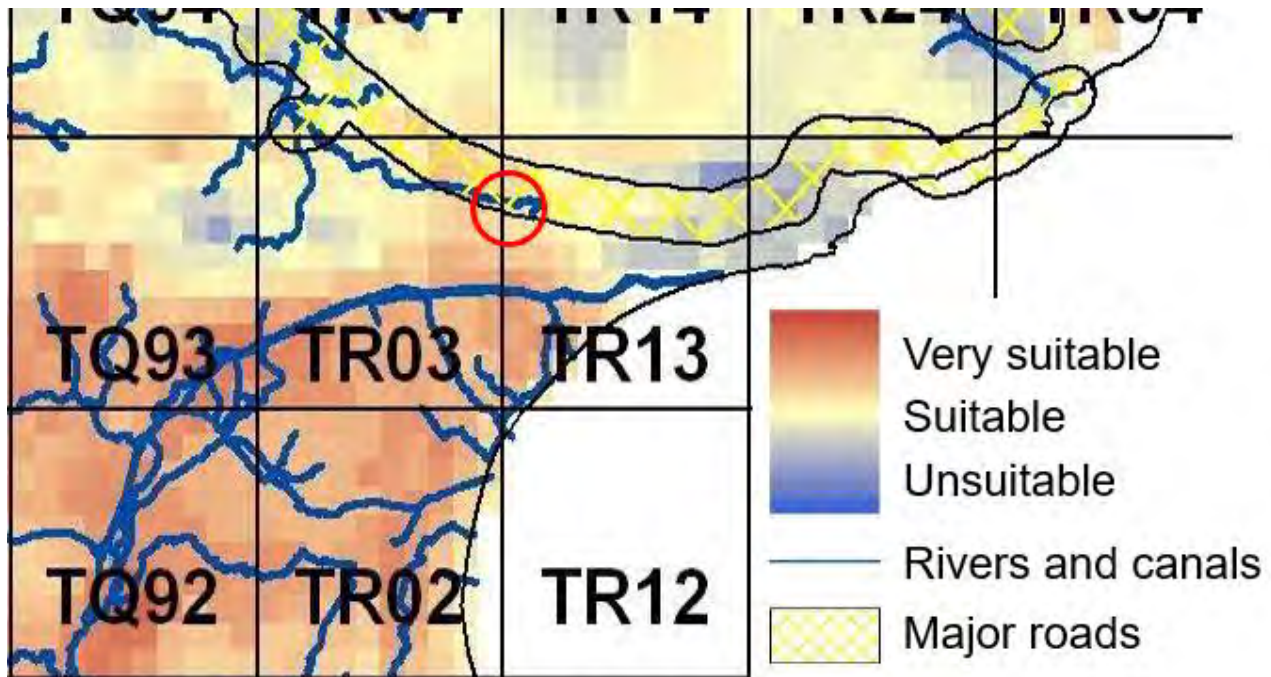 TQ93
TR03
TR13
TQ92
TR02
TR12
Very suitable
Suitable
Unsuitable
Rivers and canals
Major roads